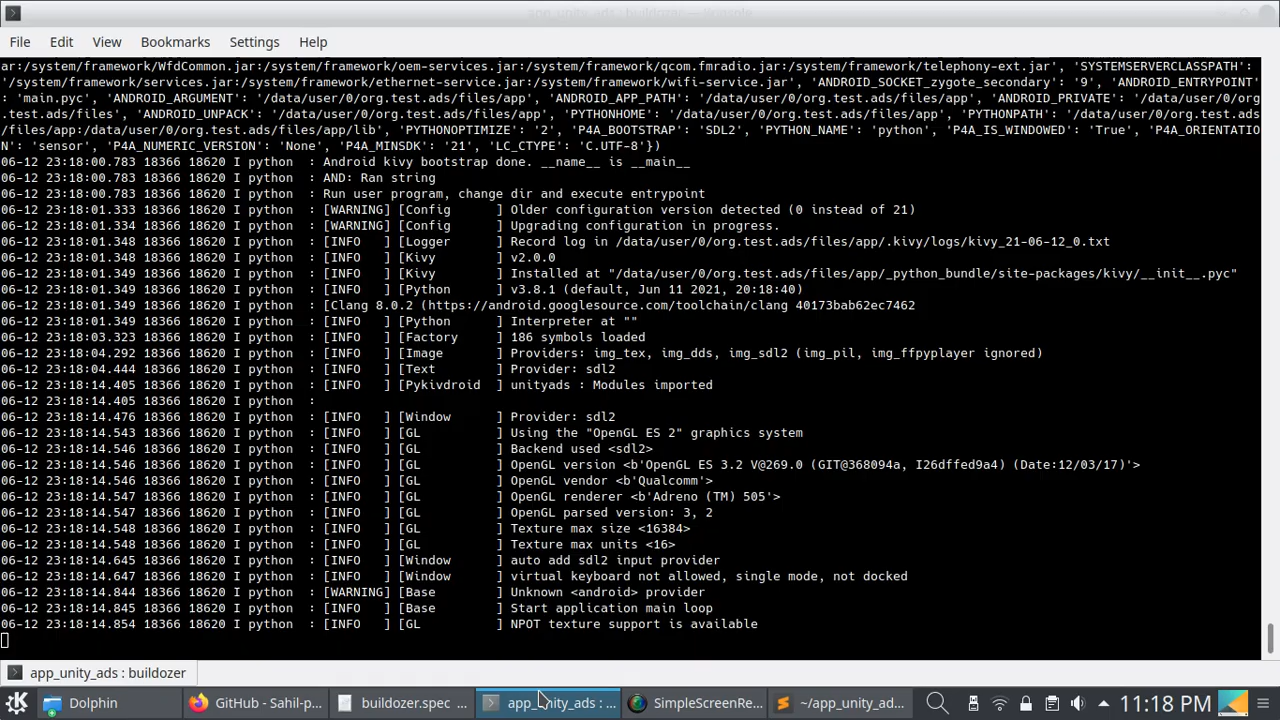 app_unity_ads : buildozer — Konsole
File Edit View Bookmarks Settings Help
ar:/system/framework/WfdCommon.jar:/system/framework/oem-services.jar:/system/framework/qcom.fmradio.jar:/system/framework/telephony-ext.jar', 'SYSTEMSERVERCLASSPATH':
'/system/framework/services.jar:/system/framework/ethernet-service.jar:/system/framework/wifi-service.jar', 'ANDROID_SOCKET_zygote_secondary': '9', 'ANDROID_ENTRYPOINT'
: 'main.pyc', 'ANDROID_ARGUMENT': '/data/user/0/org.test.ads/files/app', 'ANDROID_APP_PATH': '/data/user/0/org.test.ads/files/app', 'ANDROID_PRIVATE': '/data/user/0/org
.test.ads/files', 'ANDROID_UNPACK': '/data/user/0/org.test.ads/files/app', 'PYTHONHOME': '/data/user/0/org.test.ads/files/app', 'PYTHONPATH': '/data/user/0/org.test.ads
/files/app:/data/user/0/org.test.ads/files/app/lib', 'PYTHONOPTIMIZE': '2', 'P4A_BOOTSTRAP': 'SDL2', 'PYTHON_NAME': 'python', 'P4A_IS_WINDOWED': 'True', 'P4A_ORIENTATIO
N': 'sensor', 'P4A_NUMERIC_VERSION': 'None', 'P4A_MINSDK': '21', 'LC_CTYPE': 'C.UTF-8'})
06-12 23:18:00.783 18366 18620 I python  : Android kivy bootstrap done. __name__ is __main__
06-12 23:18:00.783 18366 18620 I python  : AND: Ran string
06-12 23:18:00.783 18366 18620 I python  : Run user program, change dir and execute entrypoint
06-12 23:18:01.333 18366 18620 I python  : [WARNING] [Config      ] Older configuration version detected (0 instead of 21)
06-12 23:18:01.334 18366 18620 I python  : [WARNING] [Config      ] Upgrading configuration in progress.
06-12 23:18:01.348 18366 18620 I python  : [INFO   ] [Logger      ] Record log in /data/user/0/org.test.ads/files/app/.kivy/logs/kivy_21-06-12_0.txt
06-12 23:18:01.348 18366 18620 I python  : [INFO   ] [Kivy        ] v2.0.0
06-12 23:18:01.349 18366 18620 I python  : [INFO   ] [Kivy        ] Installed at "/data/user/0/org.test.ads/files/app/_python_bundle/site-packages/kivy/__init__.pyc"
06-12 23:18:01.349 18366 18620 I python  : [INFO   ] [Python      ] v3.8.1 (default, Jun 11 2021, 20:18:40)
06-12 23:18:01.349 18366 18620 I python  : [Clang 8.0.2 (https://android.googlesource.com/toolchain/clang 40173bab62ec7462
06-12 23:18:01.349 18366 18620 I python  : [INFO   ] [Python      ] Interpreter at ""
06-12 23:18:03.323 18366 18620 I python  : [INFO   ] [Factory     ] 186 symbols loaded
06-12 23:18:04.292 18366 18620 I python  : [INFO   ] [Image       ] Providers: img_tex, img_dds, img_sdl2 (img_pil, img_ffpyplayer ignored)
06-12 23:18:04.444 18366 18620 I python  : [INFO   ] [Text        ] Provider: sdl2
06-12 23:18:14.405 18366 18620 I python  : [INFO   ] [Pykivdroid  ] unityads : Modules imported
06-12 23:18:14.405 18366 18620 I python  :
06-12 23:18:14.476 18366 18620 I python  : [INFO   ] [Window      ] Provider: sdl2
06-12 23:18:14.543 18366 18620 I python  : [INFO   ] [GL          ] Using the "OpenGL ES 2" graphics system
06-12 23:18:14.546 18366 18620 I python  : [INFO   ] [GL          ] Backend used <sdl2>
06-12 23:18:14.546 18366 18620 I python  : [INFO   ] [GL          ] OpenGL version <b'OpenGL ES 3.2 V@269.0 (GIT@368094a, I26dffed9a4) (Date:12/03/17)'>
06-12 23:18:14.546 18366 18620 I python  : [INFO   ] [GL          ] OpenGL vendor <b'Qualcomm'>
06-12 23:18:14.547 18366 18620 I python  : [INFO   ] [GL          ] OpenGL renderer <b'Adreno (TM) 505'>
06-12 23:18:14.547 18366 18620 I python  : [INFO   ] [GL          ] OpenGL parsed version: 3, 2
06-12 23:18:14.548 18366 18620 I python  : [INFO   ] [GL          ] Texture max size <16384>
06-12 23:18:14.548 18366 18620 I python  : [INFO   ] [GL          ] Texture max units <16>
06-12 23:18:14.645 18366 18620 I python  : [INFO   ] [Window      ] auto add sdl2 input provider
06-12 23:18:14.647 18366 18620 I python  : [INFO   ] [Window      ] virtual keyboard not allowed, single mode, not docked
06-12 23:18:14.844 18366 18620 I python  : [WARNING] [Base        ] Unknown <android> provider
06-12 23:18:14.845 18366 18620 I python  : [INFO   ] [Base        ] Start application main loop
06-12 23:18:14.854 18366 18620 I python  : [INFO   ] [GL          ] NPOT texture support is available
app_unity_ads : buildozer
Dolphin GitHub - Sahil-p... buildozer.spec ... app_unity_ads : ... SimpleScreenRe... ~/app_unity_ad... 11:18 PM